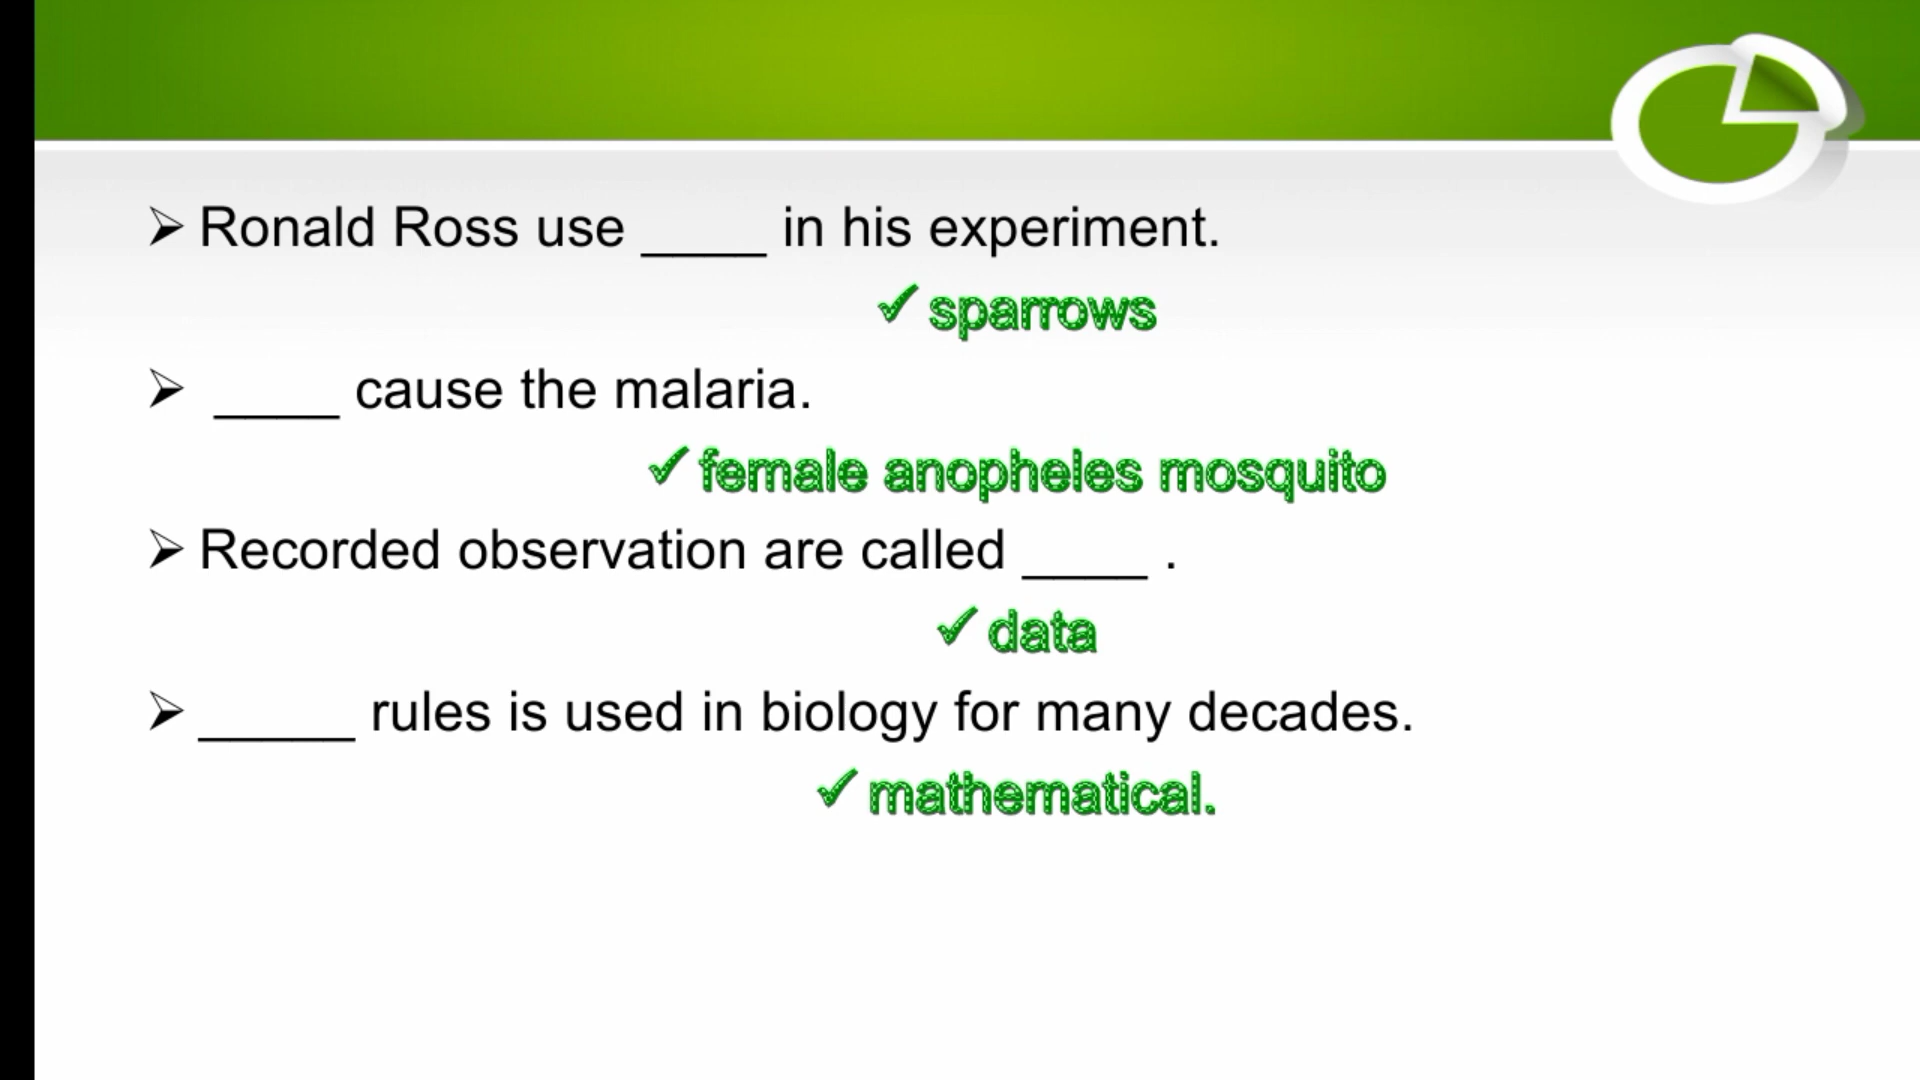 ➢ Ronald Ross use ____ in his experiment.
✓ sparrows
➢ ____ cause the malaria.
✓ female anopheles mosquito
➢ Recorded observation are called ____ .
✓ data
➢ _____ rules is used in biology for many decades.
✓ mathematical.